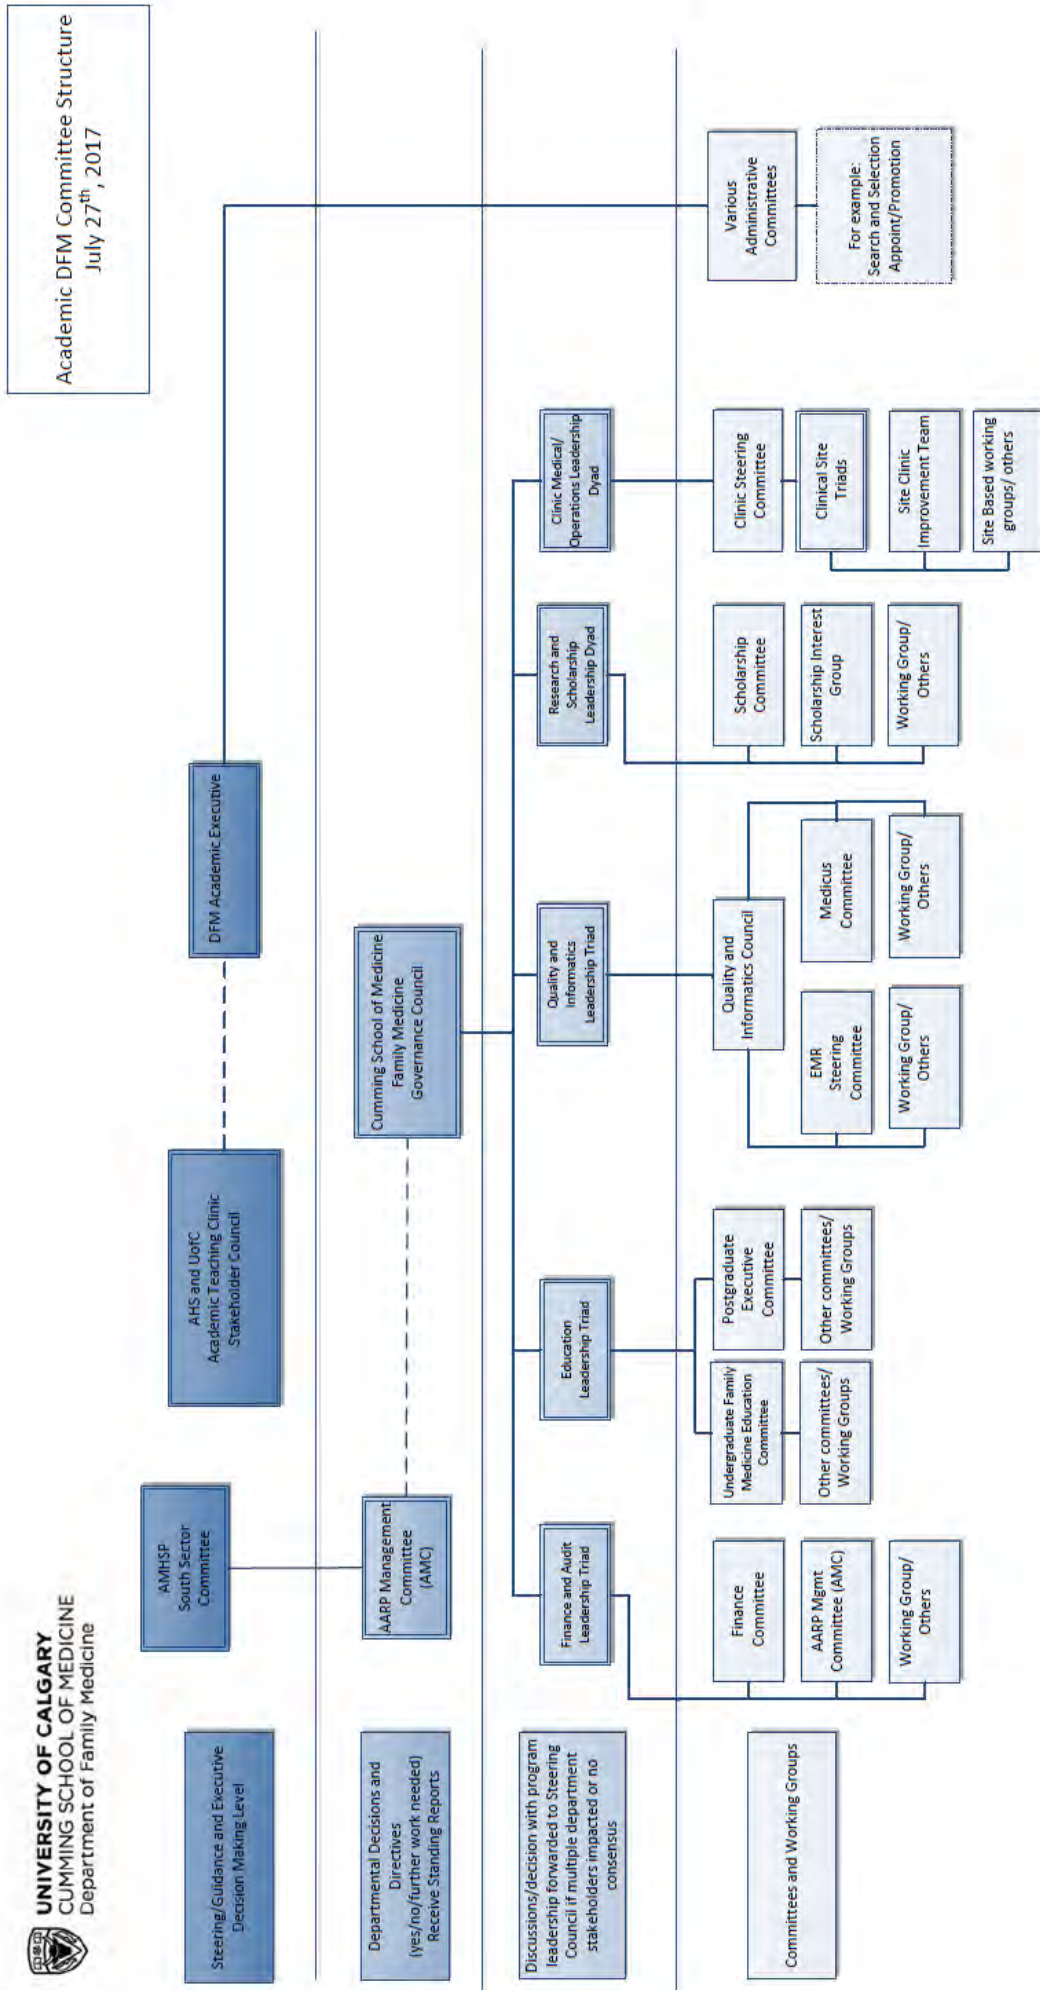 UNIVERSITY OF CALGARY
CUMMING SCHOOL OF MEDICINE
Department of Family Medicine
Academic DFM Committee Structure
July 27th, 2017
Steering/Guidance and Executive
Decision Making Level
AMHSP
South Sector
Committee
AHS and UofC
Academic Teaching Clinic
Stakeholder Council
DFM Academic Executive
Departmental Decisions and
Directives
(yes/no/further work needed)
Receive Standing Reports
AARP Management
Committee
(AMC)
Cumming School of Medicine
Family Medicine
Governance Council
Discussions/decision with program
leadership forwarded to Steering
Council if multiple department
stakeholders impacted or no
consensus
Finance and Audit
Leadership Triad
Education
Leadership Triad
Quality and
Informatics
Leadership Triad
Research and
Scholarship
Leadership Dyad
Clinic Medical/
Operations Leadership
Dyad
Committees and Working Groups
Finance
Committee
AARP Mgmt
Committee (AMC)
Working Group/
Others
Undergraduate Family
Medicine Education
Committee
Other committees/
Working Groups
Postgraduate
Executive
Committee
Other committees/
Working Groups
Quality and
Informatics Council
EMR
Steering
Committee
Working Group/
Others
Medicus
Committee
Working Group/
Others
Scholarship
Committee
Scholarship Interest
Group
Working Group/
Others
Clinic Steering
Committee
Clinical Site
Triads
Site Clinic
Improvement Team
Site Based working
groups/ others
Various
Administrative
Committees
For example:
Search and Selection
Appoint/Promotion